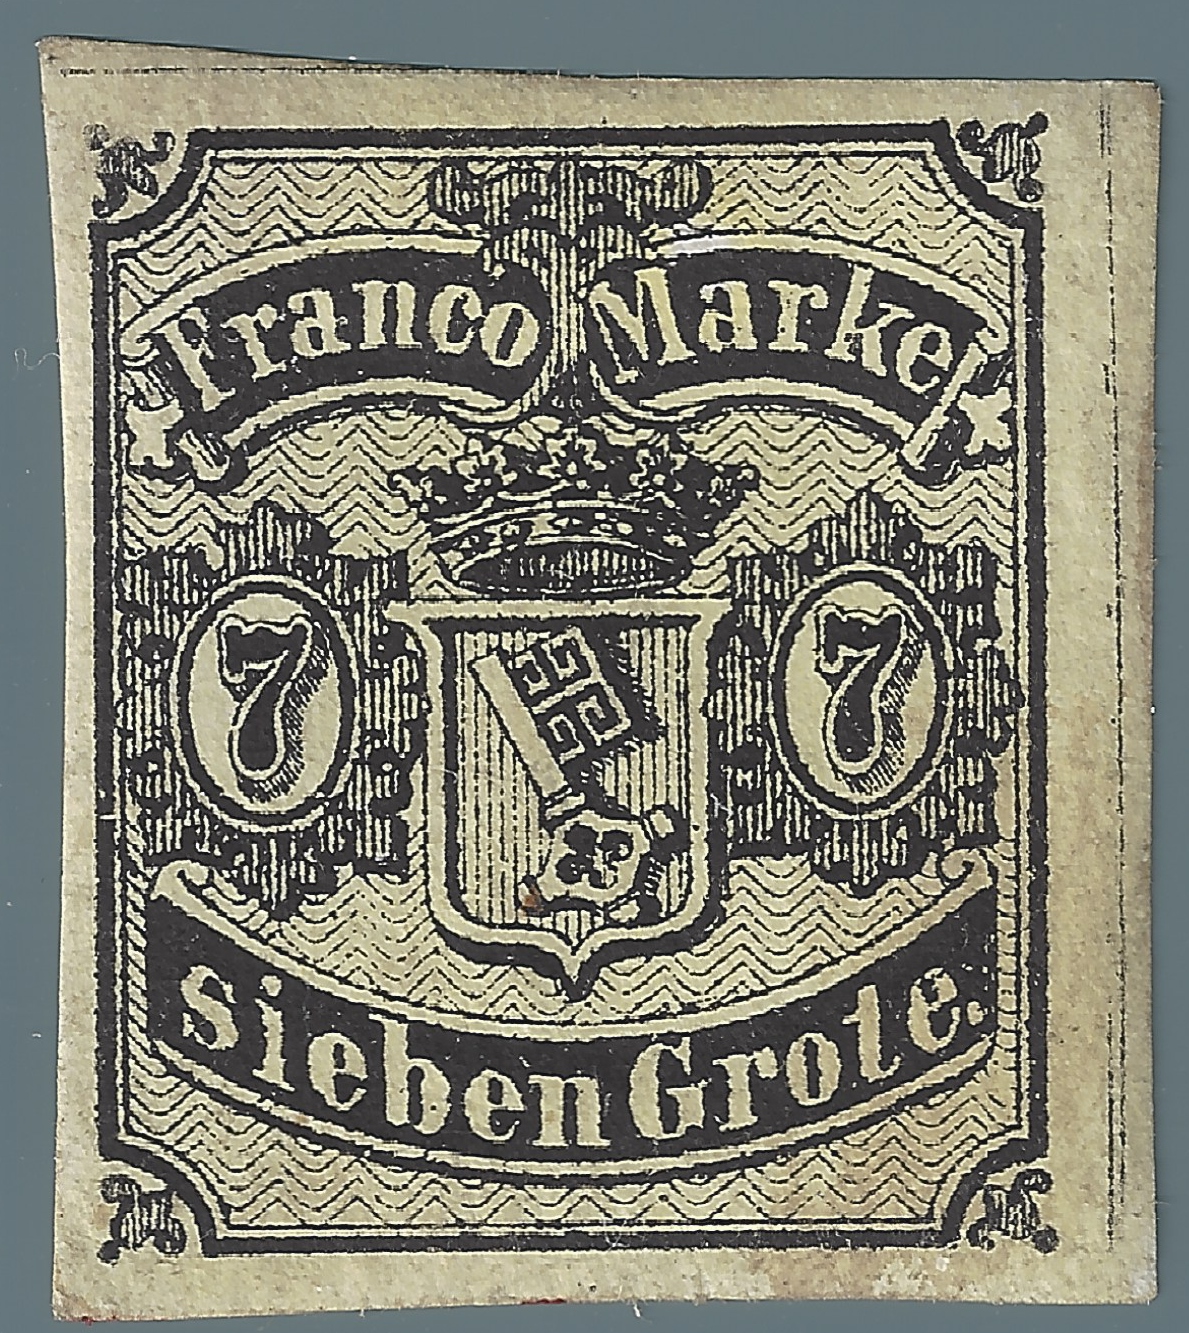 Franco Marke
7 7
Sieben Grote.